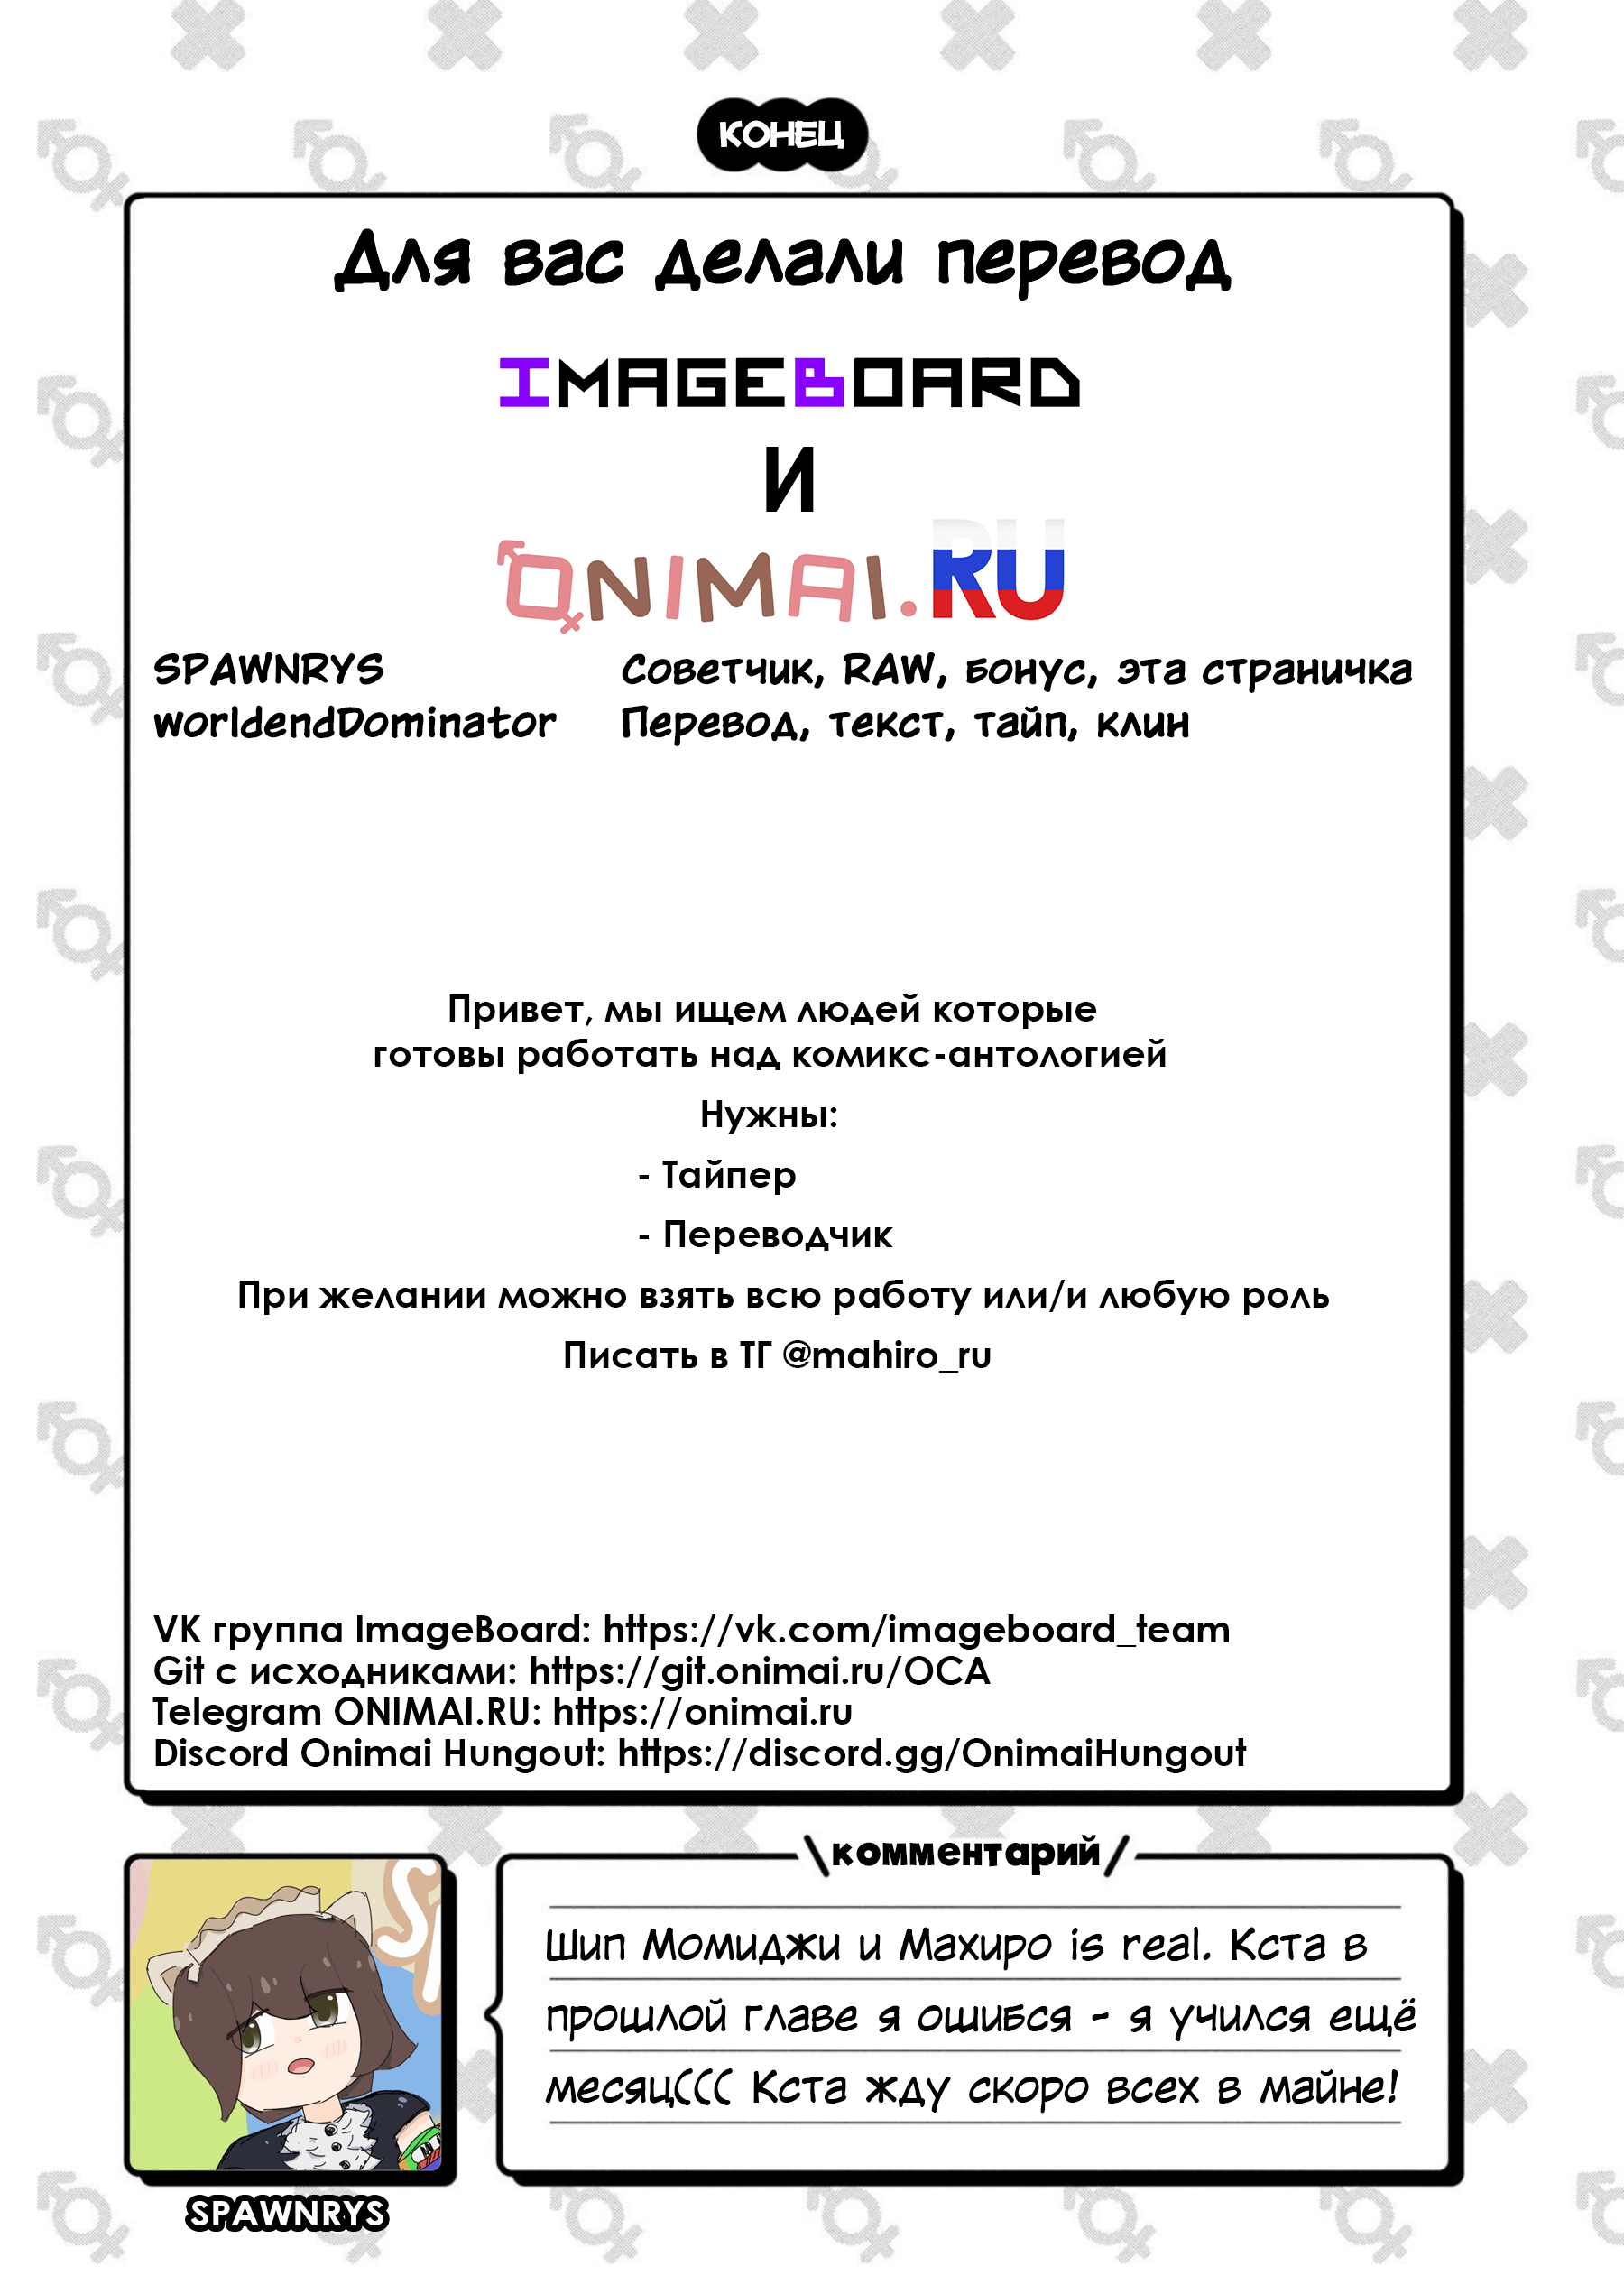 КОНЕЦ
Для вас делали перевод
IMAGEBOARD
И
ONIMAI.RU
SPAWNRYS Советчик, RAW, бонус, эта страничка
worldendDominator Перевод, текст, тайп, клин
Привет, мы ищем людей которые
готовы работать над комикс-антологией
Нужны:
- Тайпер
- Переводчик
При желании можно взять всю работу или/и любую роль
Писать в ТГ @mahiro_ru
VK группа ImageBoard: https://vk.com/imageboard_team
Git с исходниками: https://git.onimai.ru/OCA
Telegram ONIMAI.RU: https://onimai.ru
Discord Onimai Hungout: https://discord.gg/OnimaiHungout
\комментарий/
Шип Момиджи и Махиро is real. Кста в
прошлой главе я ошибся - я учился ещё
месяц((( Кста жду скоро всех в майне!
SPAWNRYS